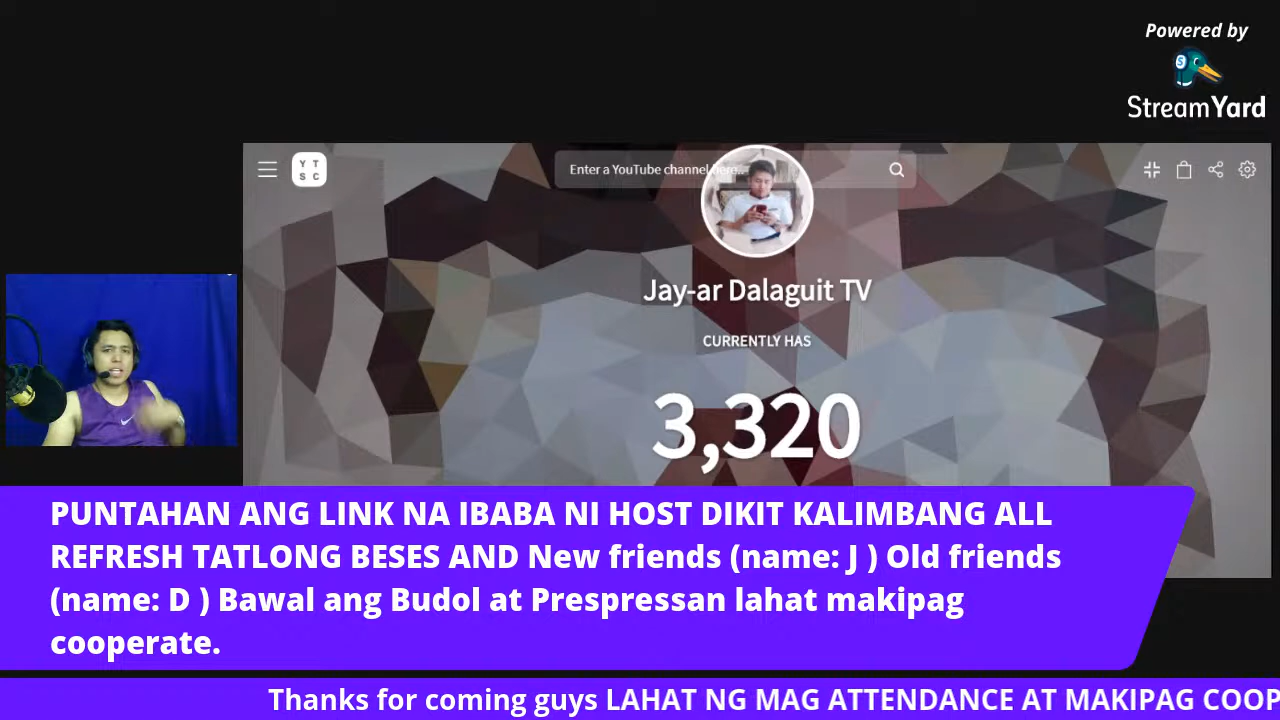 Powered by
StreamYard
Y T
S C
Enter a YouTube channel here...
Jay-ar Dalaguit TV
CURRENTLY HAS
3,320
PUNTAHAN ANG LINK NA IBABA NI HOST DIKIT KALIMBANG ALL
REFRESH TATLONG BESES AND New friends (name: J ) Old friends
(name: D ) Bawal ang Budol at Prespressan lahat makipag
cooperate.
Thanks for coming guys LAHAT NG MAG ATTENDANCE AT MAKIPAG COOP